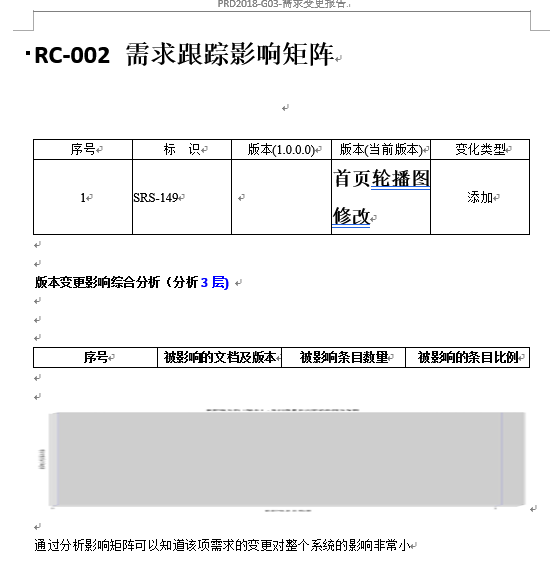 PRD2018-G03-需求变更报告
RC-002 需求跟踪影响矩阵
序号 标 识 版本(1.0.0.0) 版本(当前版本) 变化类型
1 SRS-149 首页轮播图 添加
修改
版本变更影响综合分析（分析3层)
序号 被影响的文档及版本 被影响条目数量 被影响的条目比例
通过分析影响矩阵可以知道该项需求的变更对整个系统的影响非常小